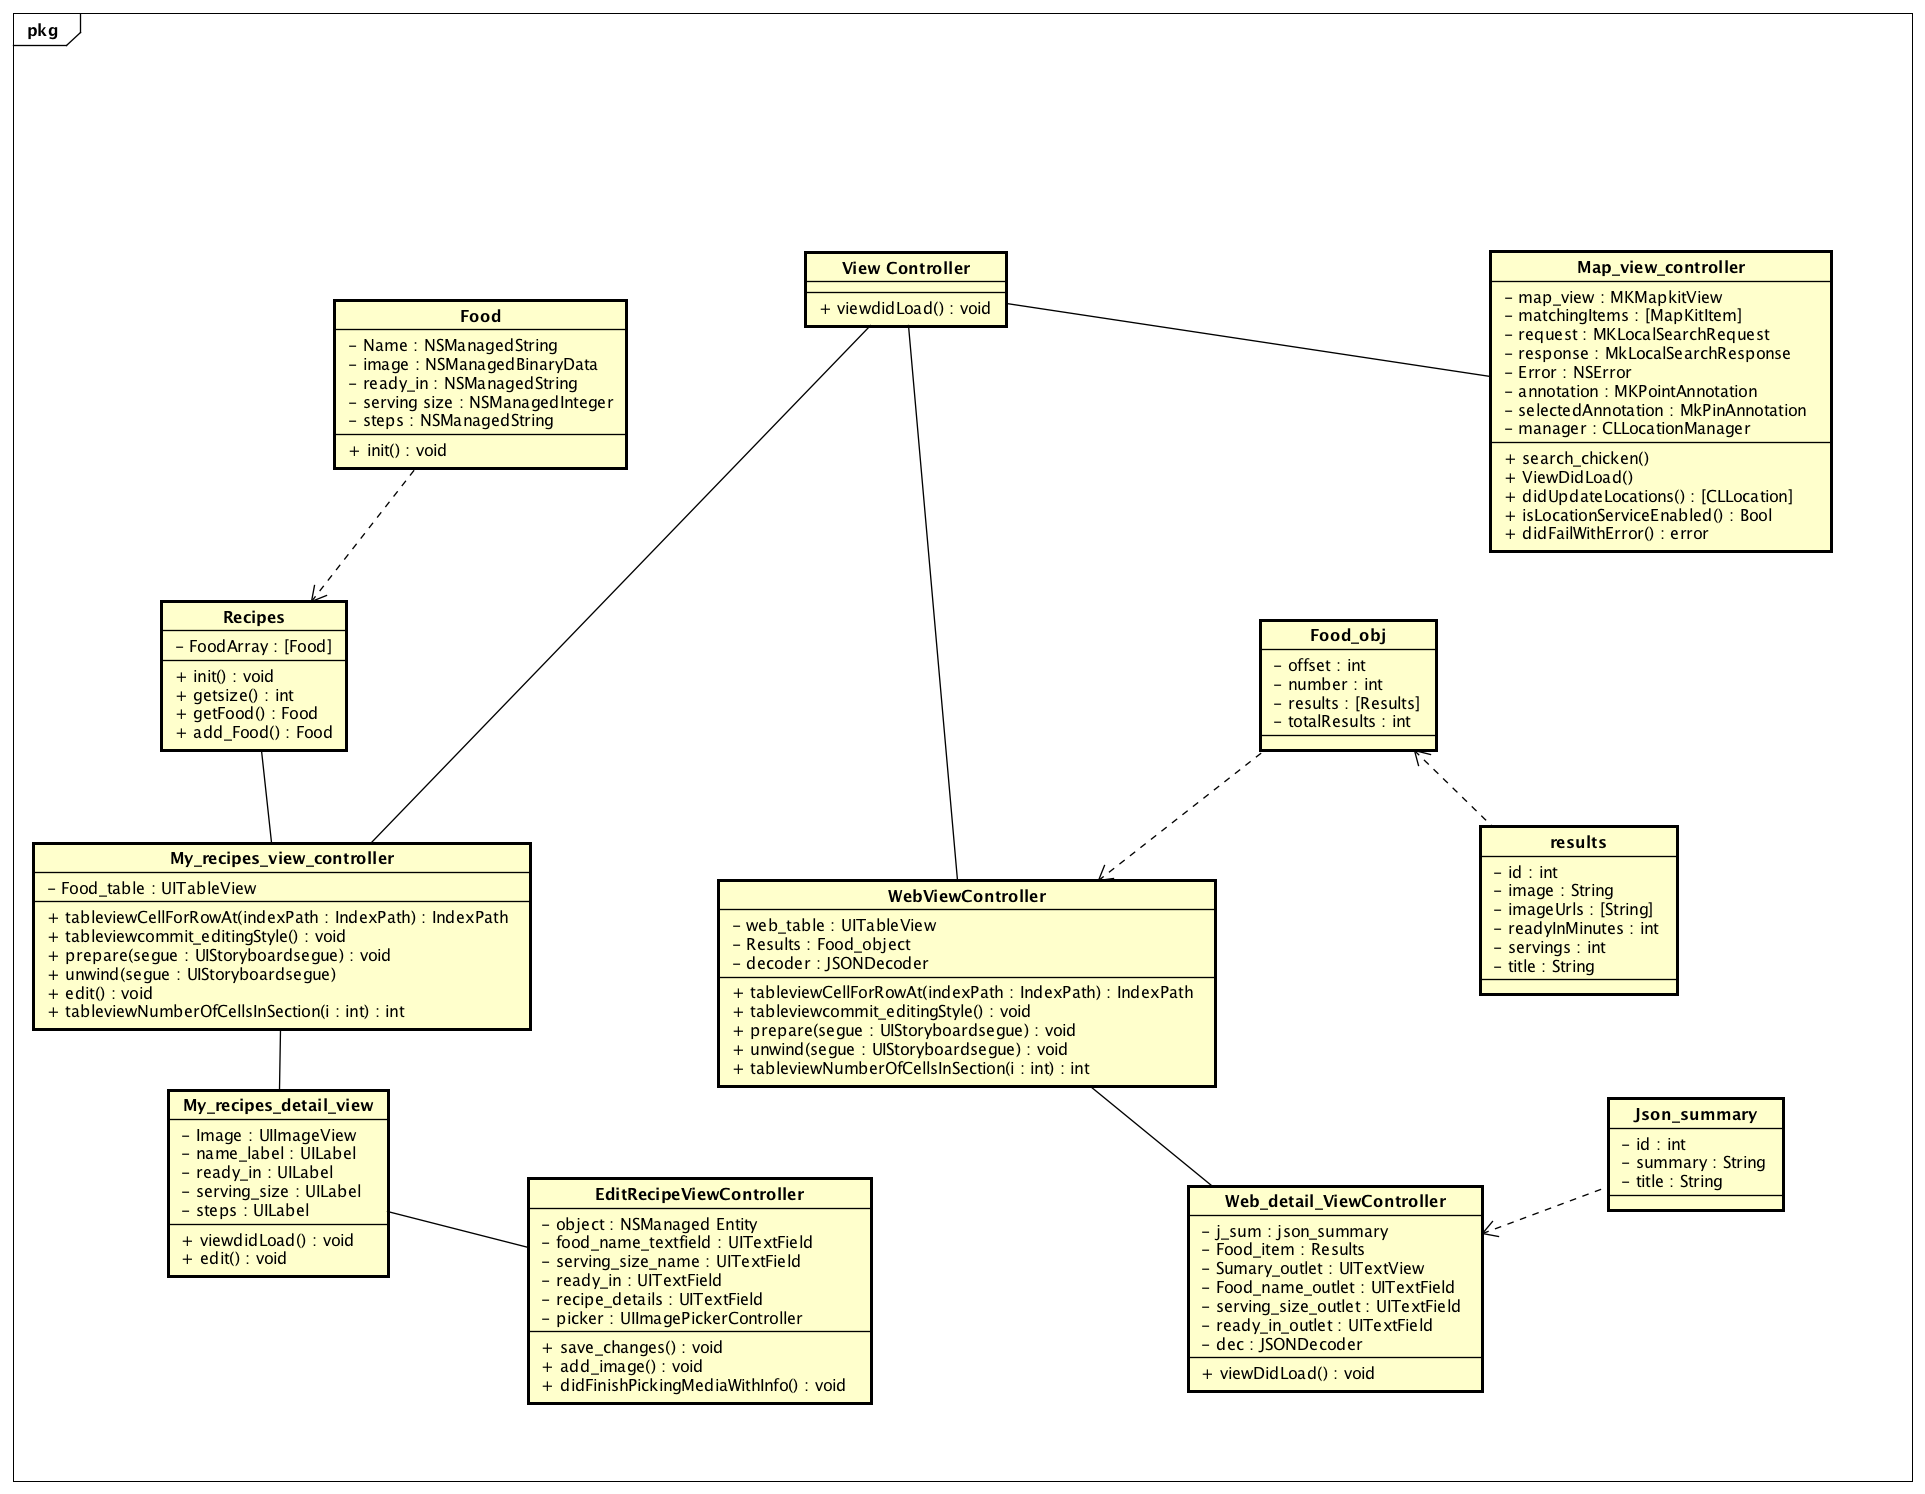 pkg
View Controller
+ viewdidLoad() : void
Map_view_controller
– map_view : MKMapkitView
– matchingItems : [MapKitItem]
– request : MKLocalSearchRequest
– response : MkLocalSearchResponse
– Error : NSError
– annotation : MKPointAnnotation
– selectedAnnotation : MkPinAnnotation
– manager : CLLocationManager
+ search_chicken()
+ ViewDidLoad()
+ didUpdateLocations() : [CLLocation]
+ isLocationServiceEnabled() : Bool
+ didFailWithError() : error
Food
– Name : NSManagedString
– image : NSManagedBinaryData
– ready_in : NSManagedString
– serving size : NSManagedInteger
– steps : NSManagedString
+ init() : void
Recipes
– FoodArray : [Food]
+ init() : void
+ getsize() : int
+ getFood() : Food
+ add_Food() : Food
Food_obj
– offset : int
– number : int
– results : [Results]
– totalResults : int
results
– id : int
– image : String
– imageUrls : [String]
– readyInMinutes : int
– servings : int
– title : String
My_recipes_view_controller
– Food_table : UITableView
+ tableviewCellForRowAt(indexPath : IndexPath) : IndexPath
+ tableviewcommit_editingStyle() : void
+ prepare(segue : UIStoryboardsegue) : void
+ unwind(segue : UIStoryboardsegue)
+ edit() : void
+ tableviewNumberOfCellsInSection(i : int) : int
WebViewController
– web_table : UITableView
– Results : Food_object
– decoder : JSONDecoder
+ tableviewCellForRowAt(indexPath : IndexPath) : IndexPath
+ tableviewcommit_editingStyle() : void
+ prepare(segue : UIStoryboardsegue) : void
+ unwind(segue : UIStoryboardsegue) : void
+ tableviewNumberOfCellsInSection(i : int) : int
My_recipes_detail_view
– Image : UIImageView
– name_label : UILabel
– ready_in : UILabel
– serving_size : UILabel
– steps : UILabel
+ viewdidLoad() : void
+ edit() : void
EditRecipeViewController
– object : NSManaged Entity
– food_name_textfield : UITextField
– serving_size_name : UITextField
– ready_in : UITextField
– recipe_details : UITextField
– picker : UIImagePickerController
+ save_changes() : void
+ add_image() : void
+ didFinishPickingMediaWithInfo() : void
Json_summary
– id : int
– summary : String
– title : String
Web_detail_ViewController
– j_sum : json_summary
– Food_item : Results
– Sumary_outlet : UITextView
– Food_name_outlet : UITextField
– serving_size_outlet : UITextField
– ready_in_outlet : UITextField
– dec : JSONDecoder
+ viewDidLoad() : void